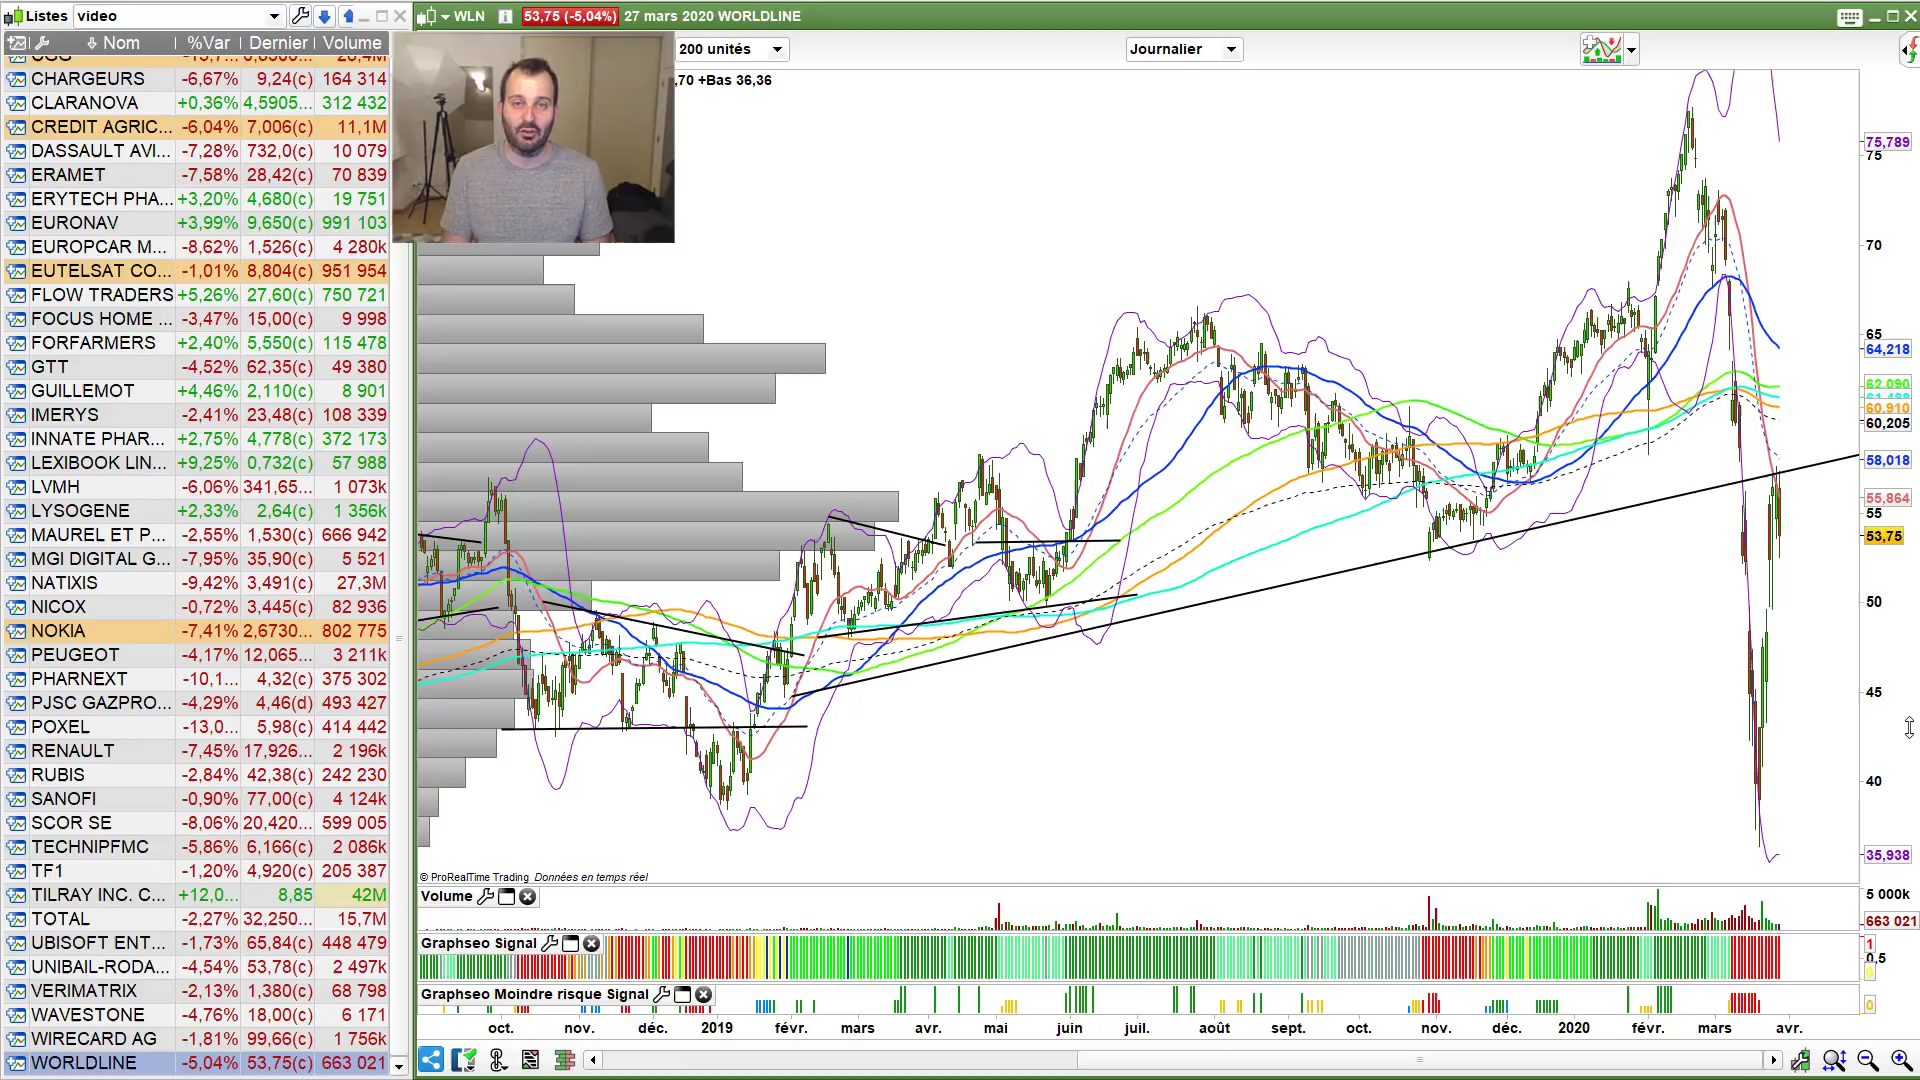 Listes video
Nom %Var Dernier Volume
CHARGEURS -6,67% 9,24(c) 164 314
CLARANOVA +0,36% 4,5905... 312 432
CREDIT AGRIC... -6,04% 7,006(c) 11,1M
DASSAULT AVI... -7,28% 732,0(c) 10 079
ERAMET -7,58% 28,42(c) 70 839
ERYTECH PHA... +3,20% 4,680(c) 19 751
EURONAV +3,99% 9,650(c) 991 103
EUROPCAR M... -8,62% 1,526(c) 4 280k
EUTELSAT CO... -1,01% 8,804(c) 951 954
FLOW TRADERS +5,26% 27,60(c) 750 721
FOCUS HOME ... -3,47% 15,00(c) 9 998
FORFARMERS +2,40% 5,550(c) 115 478
GTT -4,52% 62,35(c) 49 380
GUILLEMOT +4,46% 2,110(c) 8 901
IMERYS -2,41% 23,48(c) 108 339
INNATE PHAR... +2,75% 4,778(c) 372 173
LEXIBOOK LIN... +9,25% 0,732(c) 57 988
LVMH -6,06% 341,65... 1 073k
LYSOGENE +2,33% 2,64(c) 1 356k
MAUREL ET P... -2,55% 1,530(c) 666 942
MGI DIGITAL G... -7,95% 35,90(c) 5 521
NATIXIS -9,42% 3,491(c) 27,3M
NICOX -0,72% 3,445(c) 82 936
NOKIA -7,41% 2,6730... 802 775
PEUGEOT -4,17% 12,065... 3 211k
PHARNEXT -10,1... 4,32(c) 375 302
PJSC GAZPRO... -4,29% 4,46(d) 493 427
POXEL -13,0... 5,98(c) 414 442
RENAULT -7,45% 17,926... 2 196k
RUBIS -2,84% 42,38(c) 242 230
SANOFI -0,90% 77,00(c) 4 124k
SCOR SE -8,06% 20,420... 599 005
TECHNIPFMC -5,86% 6,166(c) 2 086k
TF1 -1,20% 4,920(c) 205 387
TILRAY INC. C... +12,0... 8,85 42M
TOTAL -2,27% 32,250... 15,7M
UBISOFT ENT... -1,73% 65,84(c) 448 479
UNIBAIL-RODA... -4,54% 53,78(c) 2 497k
VERIMATRIX -2,13% 1,380(c) 68 798
WAVESTONE -4,76% 18,00(c) 6 171
WIRECARD AG -1,81% 99,66(c) 1 756k
WORLDLINE -5,04% 53,75(c) 663 021
WLN 53,75 (-5,04%) 27 mars 2020 WORLDLINE
200 unités Journalier
,70 +Bas 36,36
75,789
75
70
65
64,218
62,090
60,910
60,205
58,018
55,864
55
53,75
50
45
40
35,938
© ProRealTime Trading Données en temps réel
Volume
5 000k
663 021
Graphseo Signal
1
0,5
0
Graphseo Moindre risque Signal
0
oct. nov. déc. 2019 févr. mars avr. mai juin juil. août sept. oct. nov. déc. 2020 févr. mars avr.